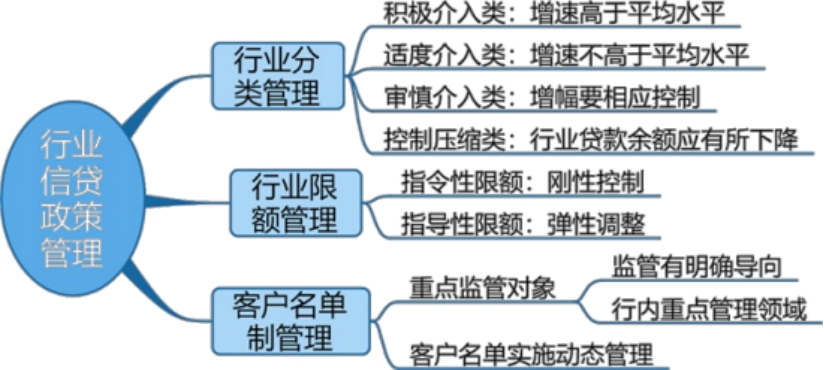 行业
信贷
政策
管理
行业分
类管理
积极介入类：增速高于平均水平
适度介入类：增速不高于平均水平
审慎介入类：增幅要相应控制
控制压缩类：行业贷款余额应有所下降
行业限
额管理
指令性限额：刚性控制
指导性限额：弹性调整
客户名单
制管理
重点监管对象
监管有明确导向
行内重点管理领域
客户名单实施动态管理